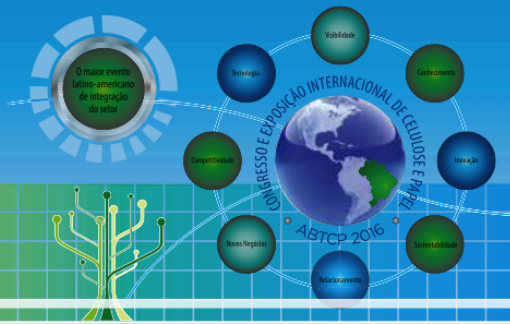 O maior evento
latino-americano
de integração
do setor
Visibilidade
Tecnologia
Conhecimento
Competitividade
Inovação
Novos Negócios
Sustentabilidade
Relacionamento
CONGRESSO E EXPOSIÇÃO INTERNACIONAL DE CELULOSE E PAPEL
ABTCP 2016